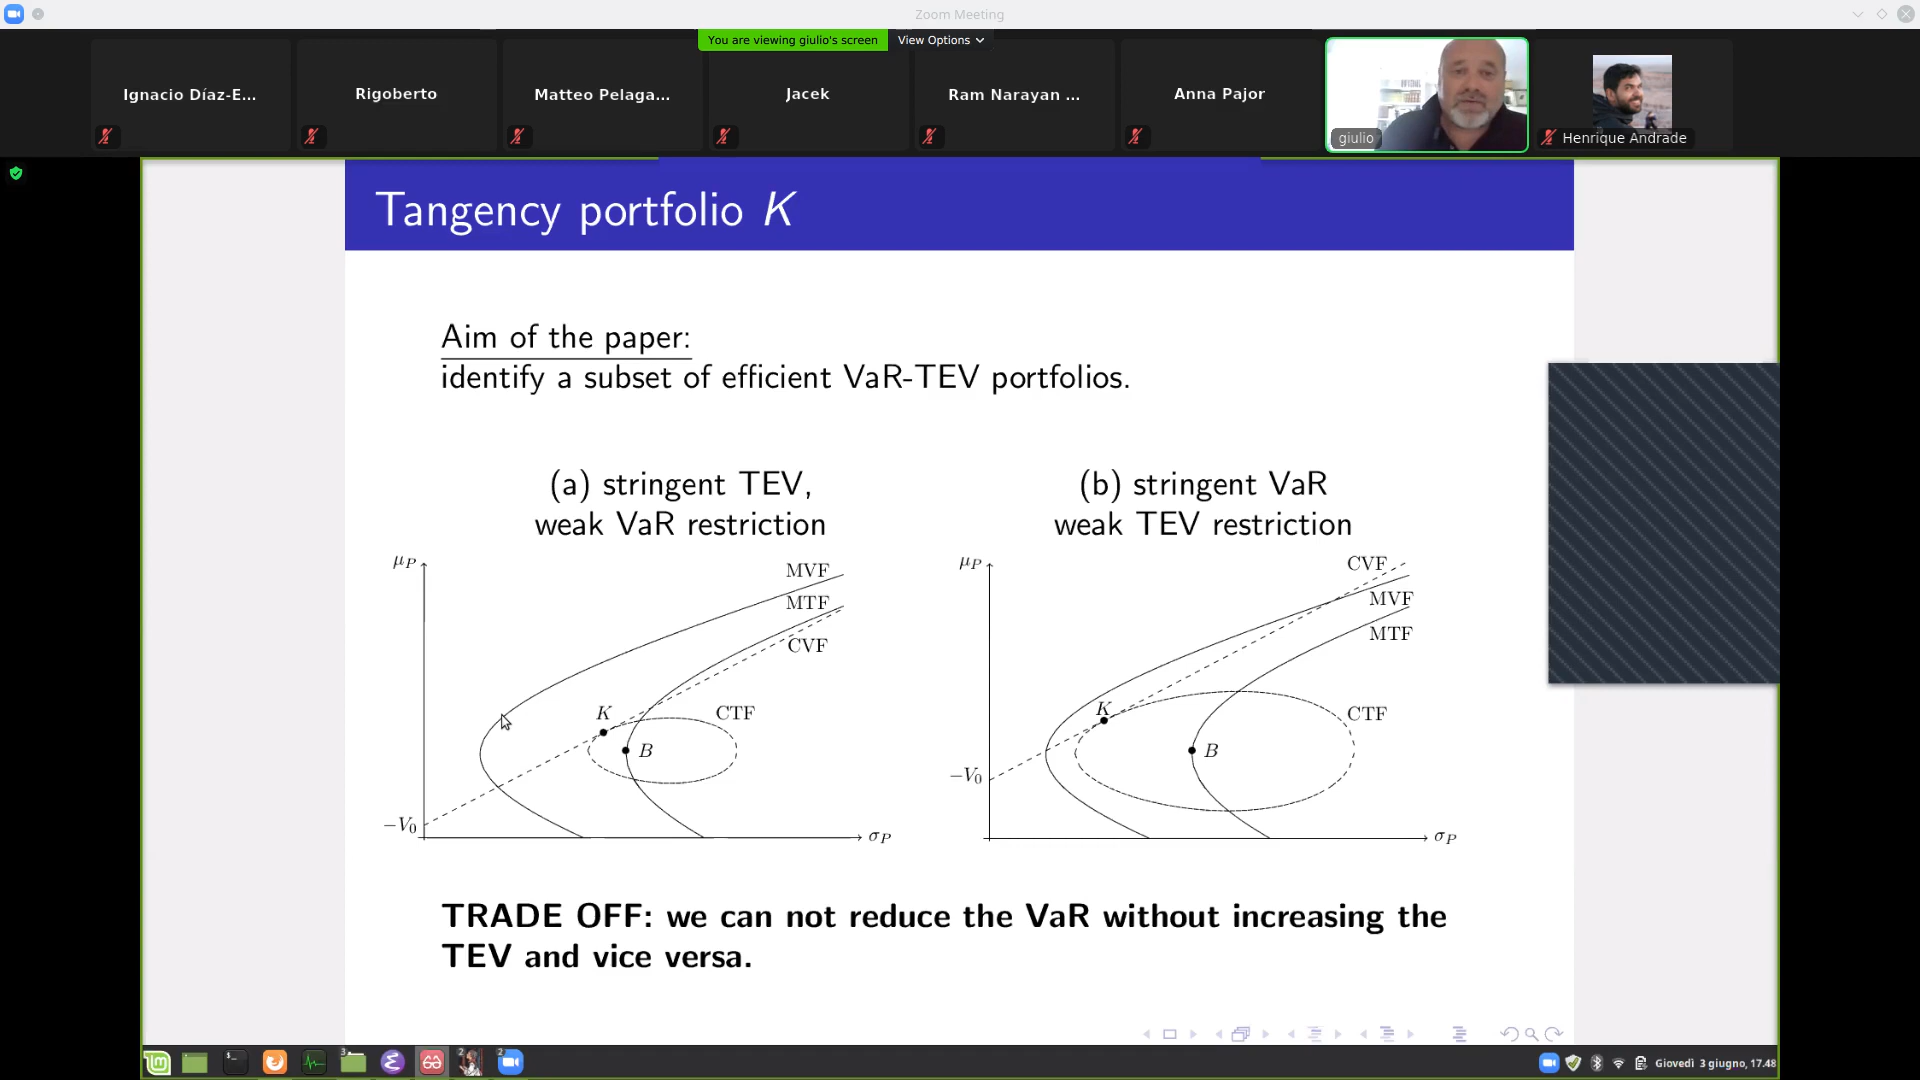 Zoom Meeting
You are viewing giulio's screen
View Options
Ignacio Díaz-E...
Rigoberto
Matteo Pelaga...
Jacek
Ram Narayan ...
Anna Pajor
giulio
Henrique Andrade
Tangency portfolio K
Aim of the paper:
identify a subset of efficient VaR-TEV portfolios.
(a) stringent TEV,
weak VaR restriction
μP
MVF
MTF
CVF
K
CTF
B
−V0
σP
(b) stringent VaR
weak TEV restriction
μP
CVF
MVF
MTF
K
CTF
B
−V0
σP
TRADE OFF: we can not reduce the VaR without increasing the
TEV and vice versa.
3
2
2
Giovedì 3 giugno, 17.48